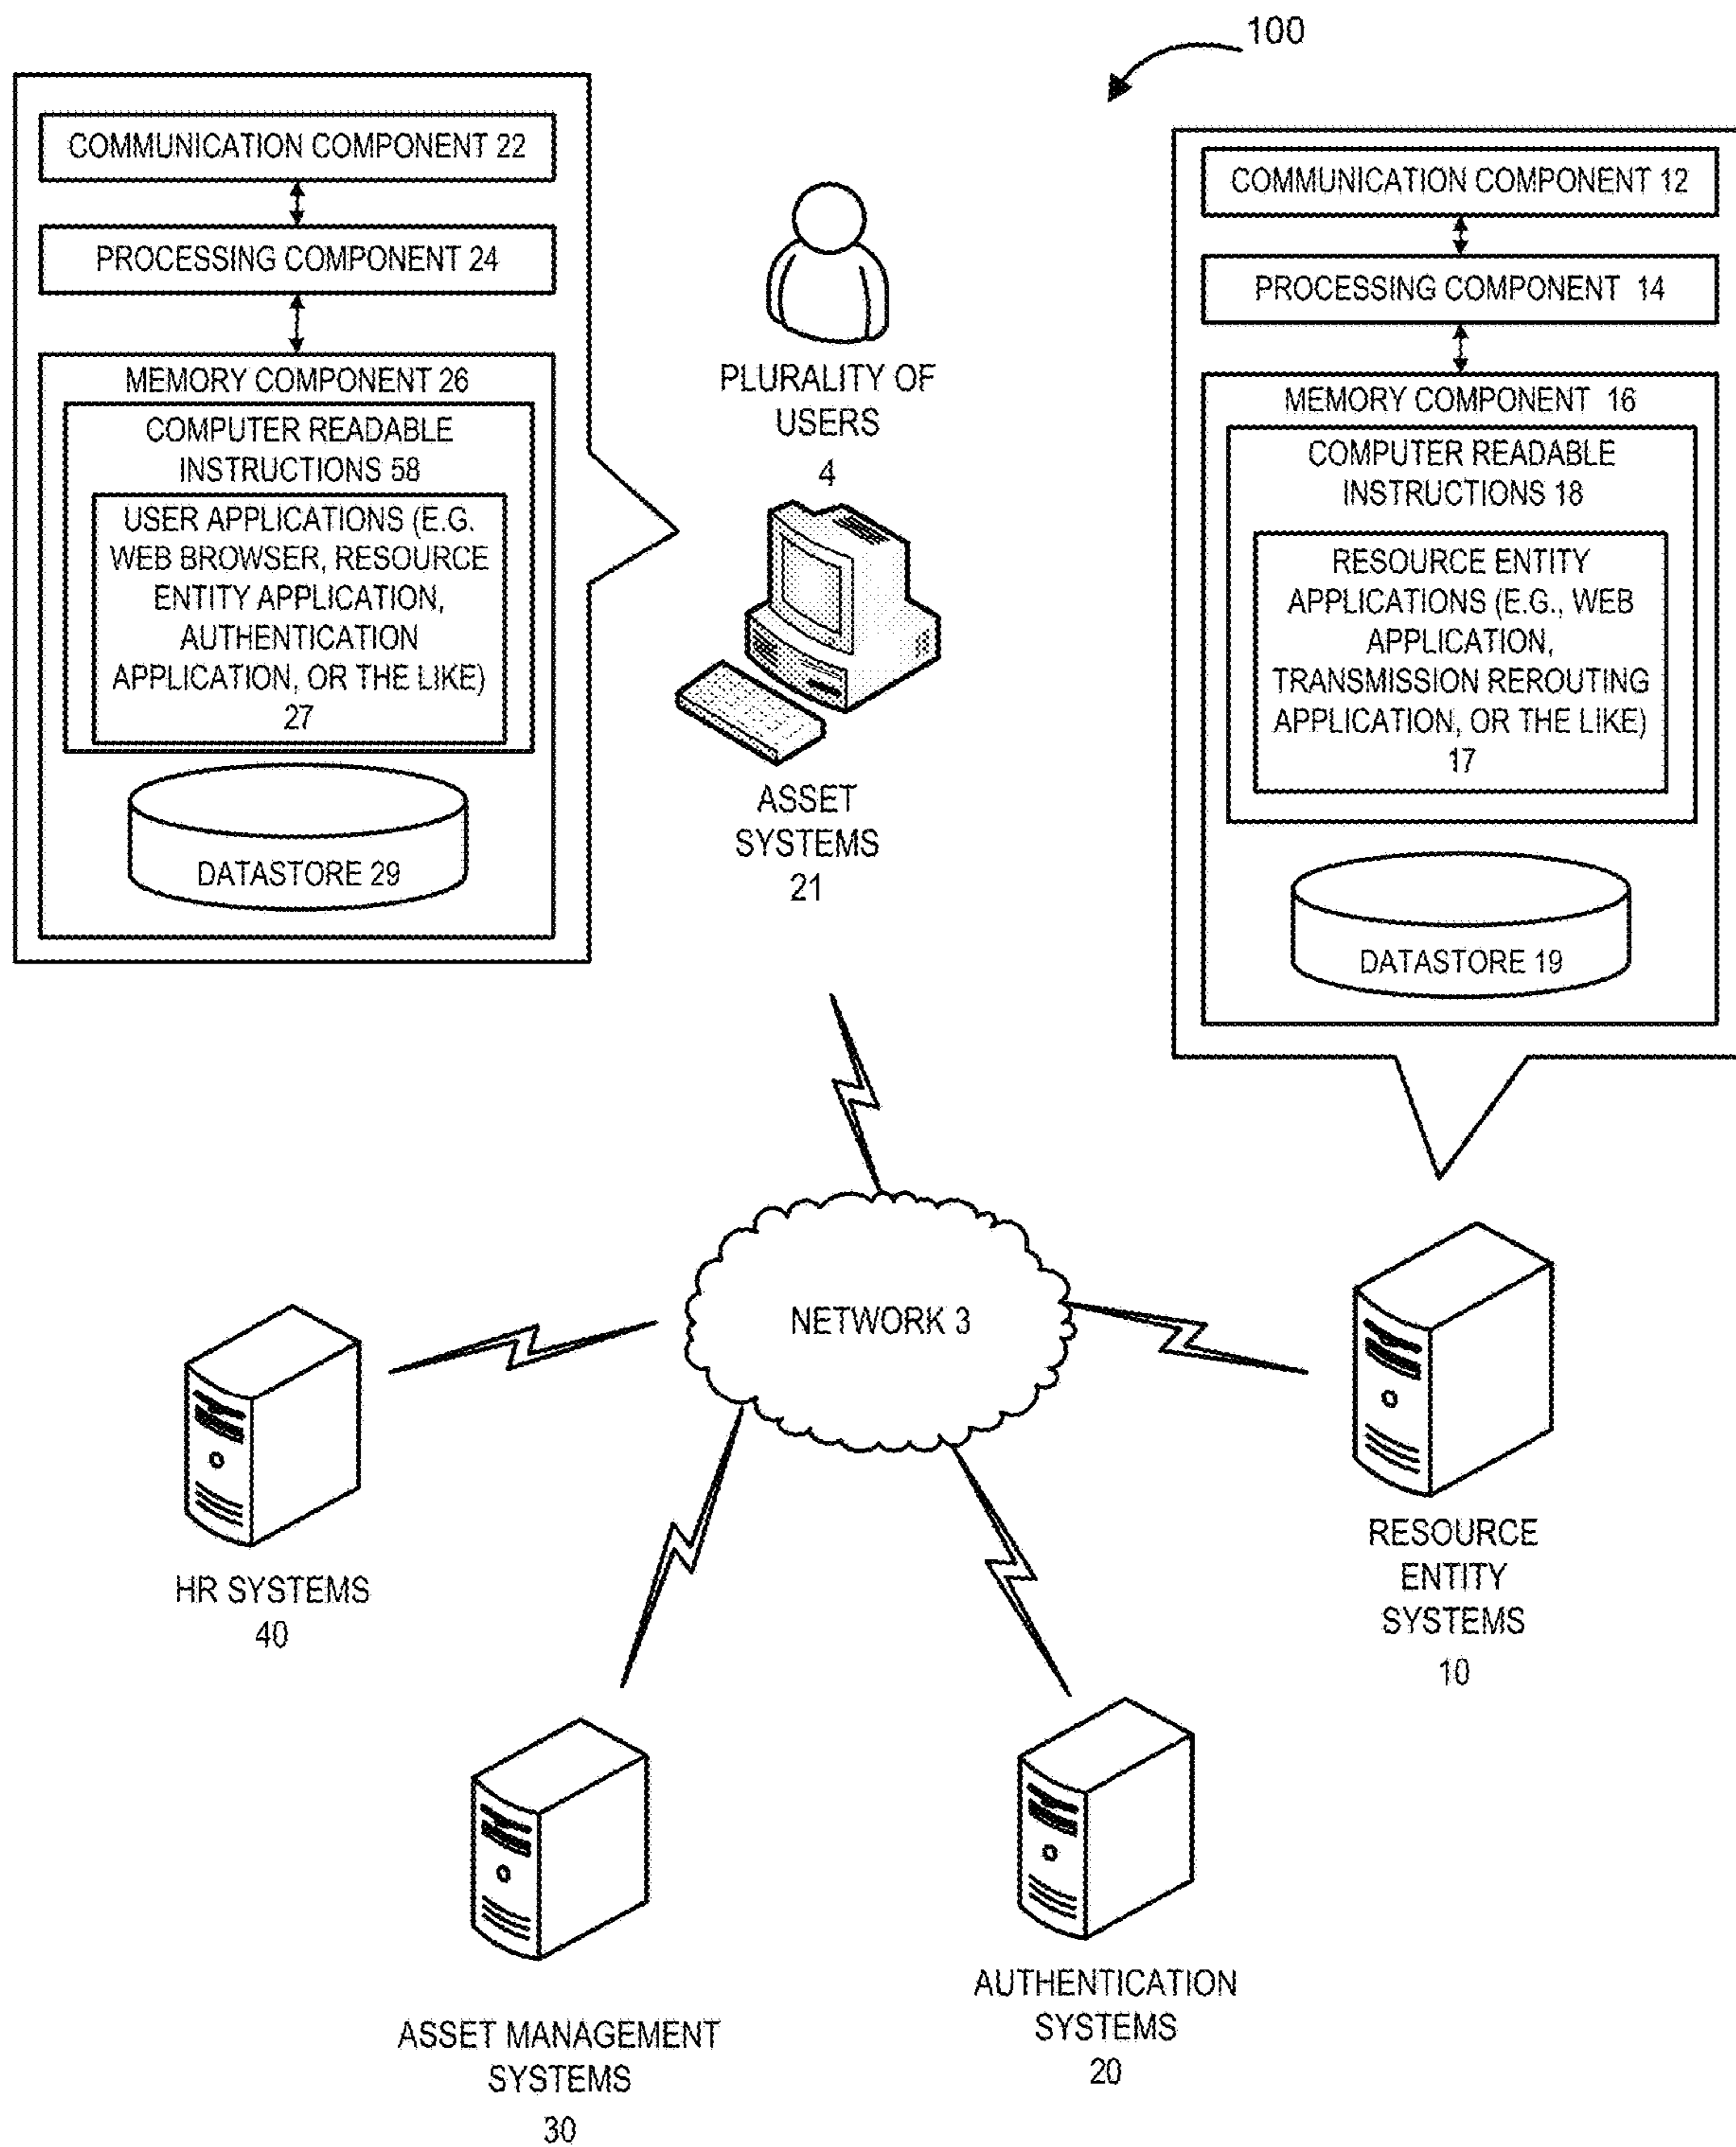 100
COMMUNICATION COMPONENT 22
PROCESSING COMPONENT 24
MEMORY COMPONENT 26
COMPUTER READABLE
INSTRUCTIONS 58
USER APPLICATIONS (E.G.
WEB BROWSER, RESOURCE
ENTITY APPLICATION,
AUTHENTICATION
APPLICATION, OR THE LIKE)
27
DATASTORE 29
PLURALITY OF
USERS
4
ASSET
SYSTEMS
21
COMMUNICATION COMPONENT 12
PROCESSING COMPONENT 14
MEMORY COMPONENT 16
COMPUTER READABLE
INSTRUCTIONS 18
RESOURCE ENTITY
APPLICATIONS (E.G., WEB
APPLICATION,
TRANSMISSION REROUTING
APPLICATION, OR THE LIKE)
17
DATASTORE 19
NETWORK 3
HR SYSTEMS
40
RESOURCE
ENTITY
SYSTEMS
10
ASSET MANAGEMENT
SYSTEMS
30
AUTHENTICATION
SYSTEMS
20